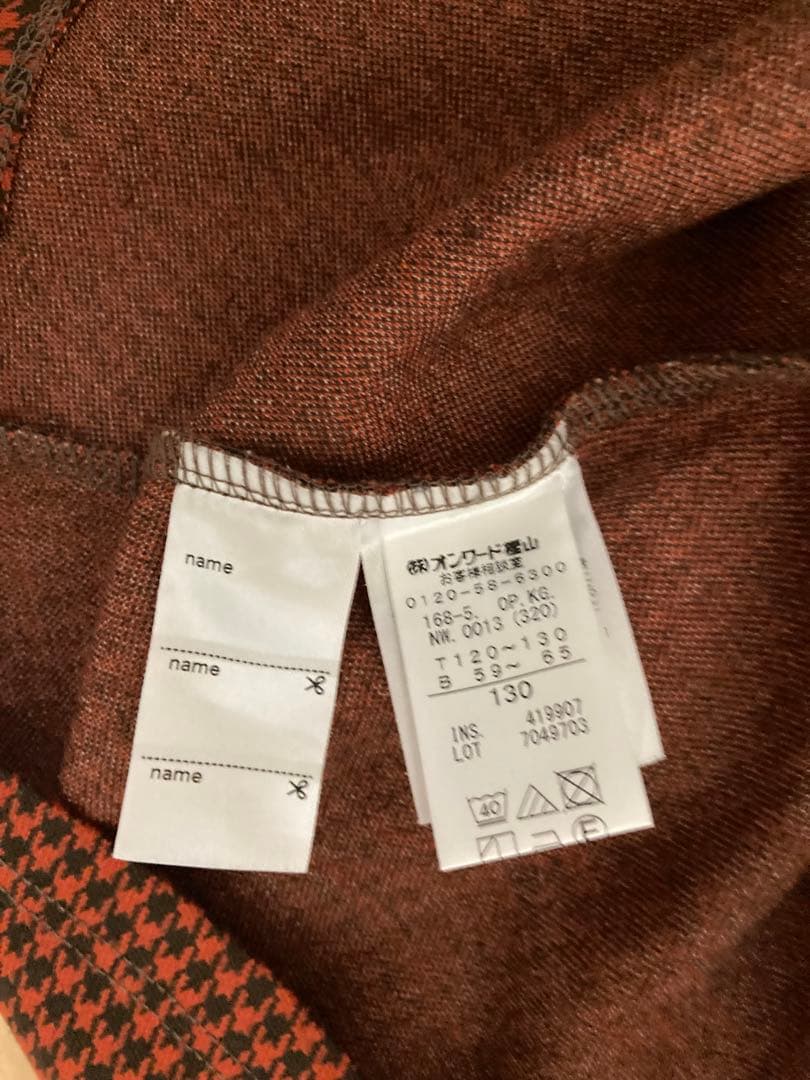 name
name
name
(株)オンワード樫山
お客様相談室
0120-58-6300
168-5. OP.KG.
NW. 0013 (320)
T120~130
B 59~ 65
130
INS. 419907
LOT 7049703
40
F